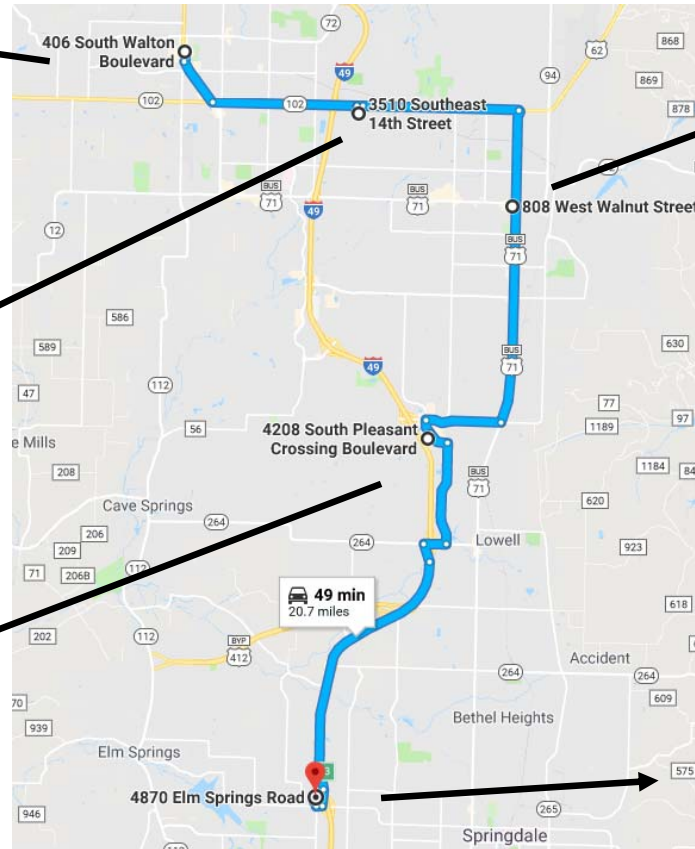 72
868
62
406 South Walton
Boulevard
49
94
869
102
102
3510 Southeast
14th Street
878
BUS
71
BUS
71
49
808 West Walnut Street
12
BUS
71
586
630
589
BUS
71
49
47
112
77
97
56
4208 South Pleasant
Crossing Boulevard
1189
e Mills
208
BUS
71
1184
84
Cave Springs
620
264
206
264
Lowell
923
209
71
206B
112
49 min
20.7 miles
202
112
BYP
412
Accident
264
264
70
609
939
Bethel Heights
Elm Springs
575
4870 Elm Springs Road
946
265
112
Springdale